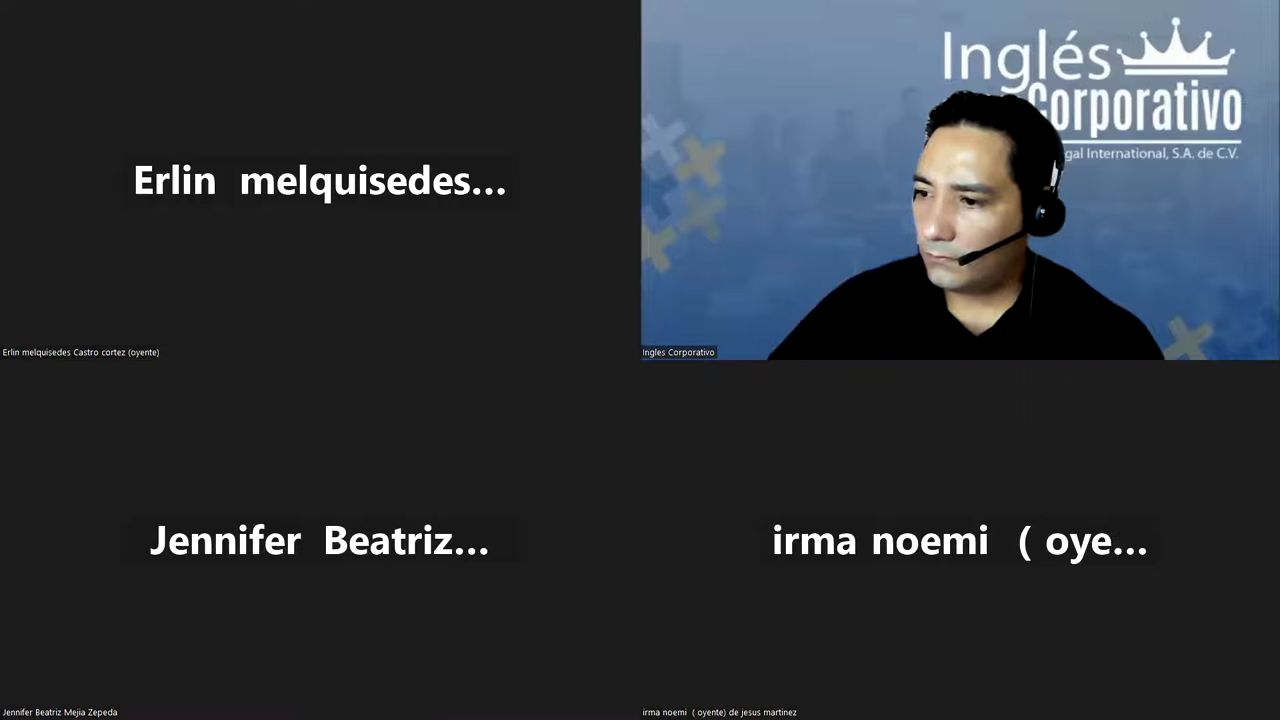 Erlin melquisedes...
Erlin melquisedes Castro cortez (oyente)
Inglés
Corporativo
gal International, S.A. de C.V.
Ingles Corporativo
Jennifer Beatriz...
Jennifer Beatriz Mejia Zepeda
irma noemi ( oye...
irma noemi ( oyente) de jesus martinez